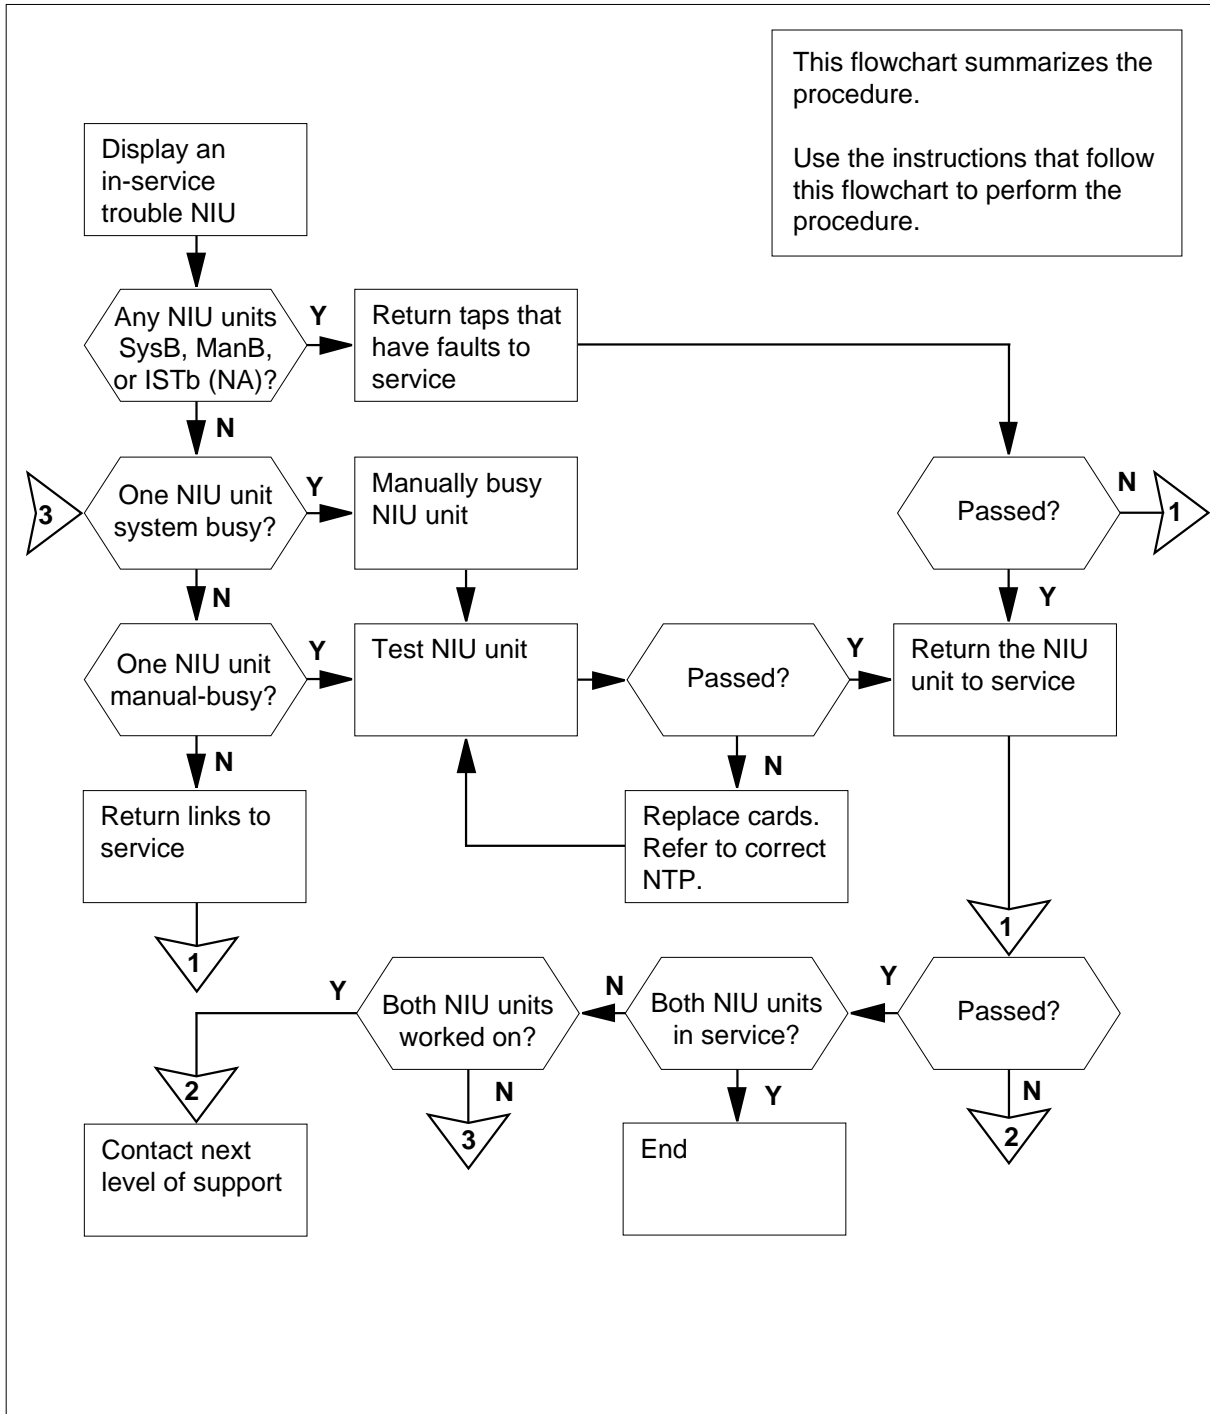 This flowchart summarizes the
procedure.
Use the instructions that follow
this flowchart to perform the
procedure.
Display an
in-service
trouble NIU
Any NIU units
SysB, ManB,
or ISTb (NA)?
Y
N
Return taps that
have faults to
service
3
One NIU unit
system busy?
Y
N
Manually busy
NIU unit
Passed?
N
1
Y
One NIU unit
manual-busy?
Y
N
Test NIU unit
Passed?
Y
N
Return the NIU
unit to service
Return links to
service
Replace cards.
Refer to correct
NTP.
1
1
Y
Both NIU units
worked on?
N
N
Both NIU units
in service?
Y
Y
Passed?
N
2
3
2
Contact next
level of support
End